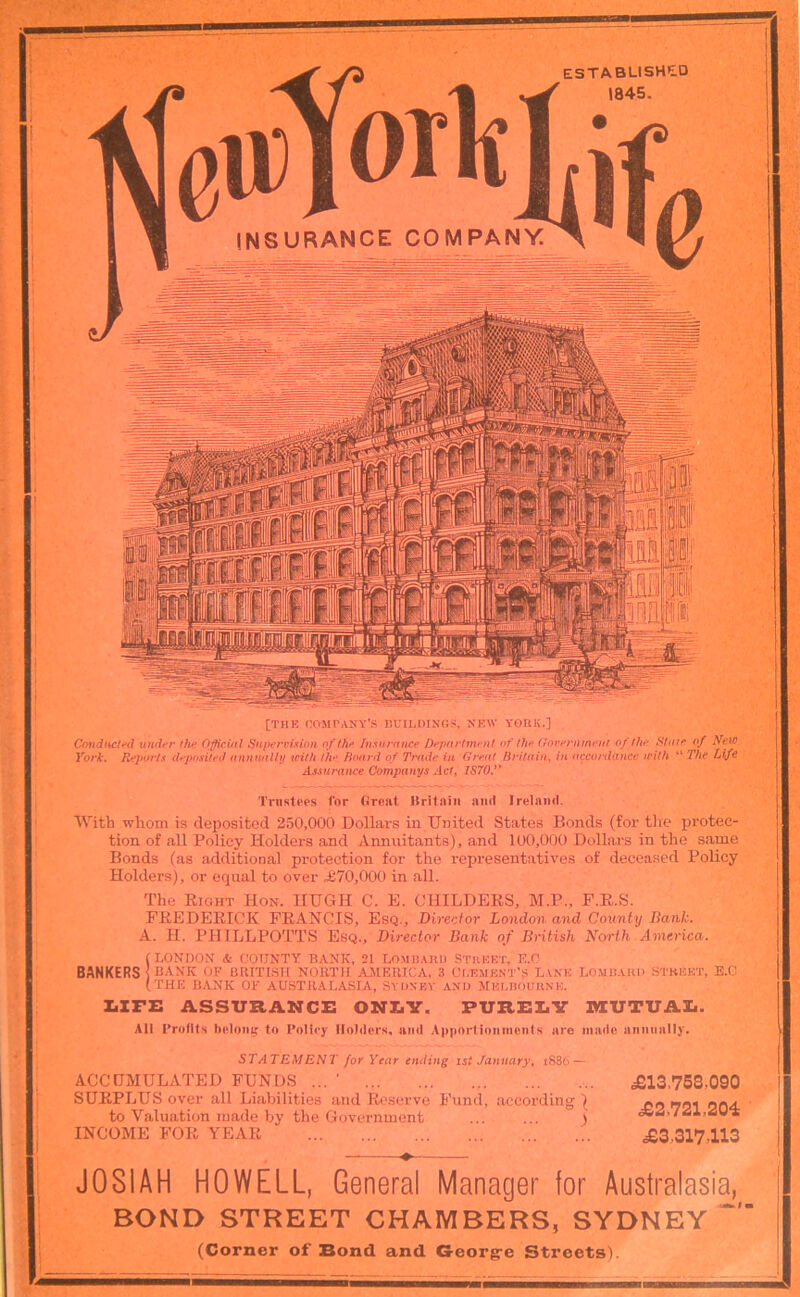 ESTABLISHED
1845.
New York Life
INSURANCE COMPANY.
[THE COMPANY'S BUILDINGS, NEW YORK.]
Conducted under the Official Supervision of the Insurance Department of the Government of the State of New
York. Reports deposited annually with the Board of Trade in Great Britain, in accordance with "The Life
Assurance Companys Act, 1870."
Trustees for Great Britain and Ireland.
With whom is deposited 250,000 Dollars in United States Bonds (for the protec-
tion of all Policy Holders and Annuitants), and 100,000 Dollars in the same
Bonds (as additional protection for the representatives of deceased Policy
Holders), or equal to over £70,000 in all.
The RIGHT HON. HUGH C. E. CHILDERS, M.P., F.R.S.
FREDERICK FRANCIS, ESQ., Director London and County Bank.
A. H. PHILLPOTTS ESQ., Director Bank of British North America.
BANKERS { LONDON & COUNTY BANK, 21 LOMBARD STREET, E.C
BANK OF BRITISH NORTH AMERICA, 3 CLEMENT'S LANE LOMBARD STREET, E.C
THE BANK OF AUSTRALASIA, SYDNEY AND MELBOURNE.
LIFE ASSURANCE ONLY. PURELY MUTUAL.
All Profits belong to Policy Holders, and Apportionments are made annually.
STATEMENT for Year ending 1st January, 1886 —
ACCUMULATED FUNDS ... ' ... ... ... ... ... £13,753,090
SURPLUS over all Liabilities and Reserve Fund, according }
to Valuation made by the Government ... ... } £2,721,204
INCOME FOR YEAR ... ... ... ... ... ... £3,317,113
JOSIAH HOWELL, General Manager for Australasia,
BOND STREET CHAMBERS, SYDNEY
(Corner of Bond and George Streets).